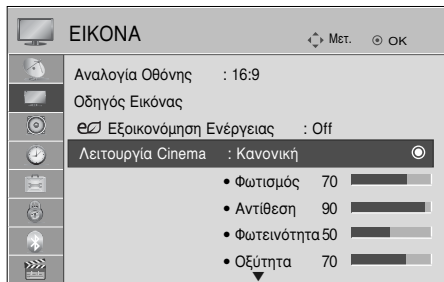 ΕΙΚΟΝΑ
Μετ. OK
Αναλογία Οθόνης : 16:9
Οδηγός Εικόνας
e Εξοικονόμηση Ενέργειας : Off
Λειτουργία Cinema : Κανονική
• Φωτισμός 70
• Αντίθεση 90
• Φωτεινότητα 50
• Οξύτητα 70